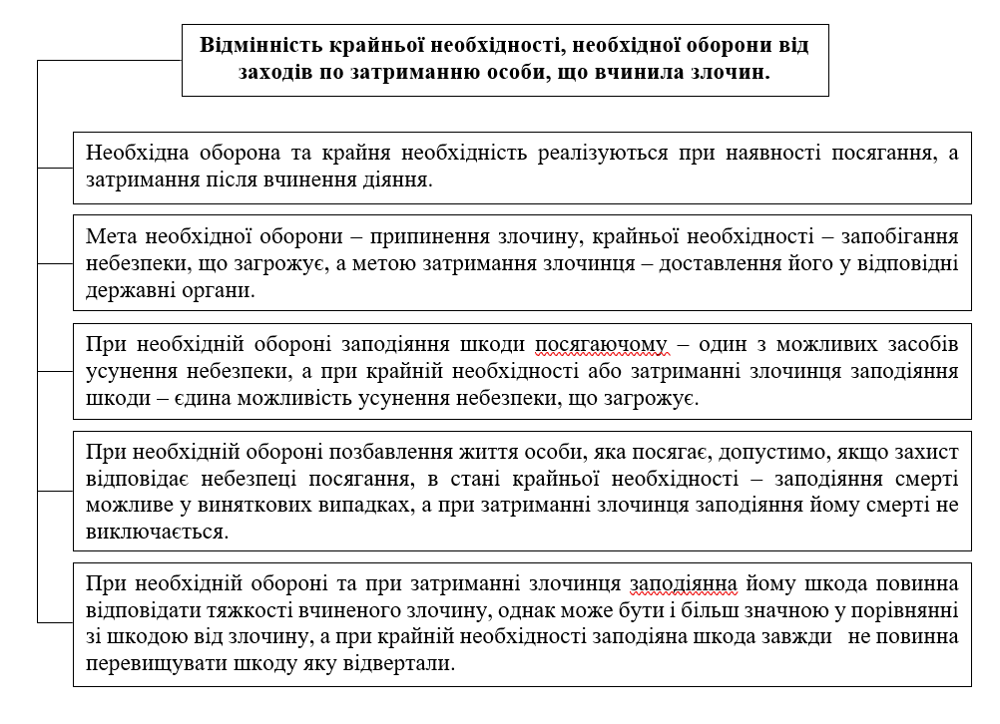 Відмінність крайньої необхідності, необхідної оборони від
заходів по затриманню особи, що вчинила злочин.
Необхідна оборона та крайня необхідність реалізуються при наявності посягання, а
затримання після вчинення діяння.
Мета необхідної оборони – припинення злочину, крайньої необхідності – запобігання
небезпеки, що загрожує, а метою затримання злочинця – доставлення його у відповідні
державні органи.
При необхідній обороні заподіяння шкоди посягаючому – один з можливих засобів
усунення небезпеки, а при крайній необхідності або затриманні злочинця заподіяння
шкоди – єдина можливість усунення небезпеки, що загрожує.
При необхідній обороні позбавлення життя особи, яка посягає, допустимо, якщо захист
відповідає небезпеці посягання, в стані крайньої необхідності – заподіяння смерті
можливе у виняткових випадках, а при затриманні злочинця заподіяння йому смерті не
виключається.
При необхідній обороні та при затриманні злочинця заподіянна йому шкода повинна
відповідати тяжкості вчиненого злочину, однак може бути і більш значною у порівнянні
зі шкодою від злочину, а при крайній необхідності заподіяна шкода завжди не повинна
перевищувати шкоду яку відвертали.